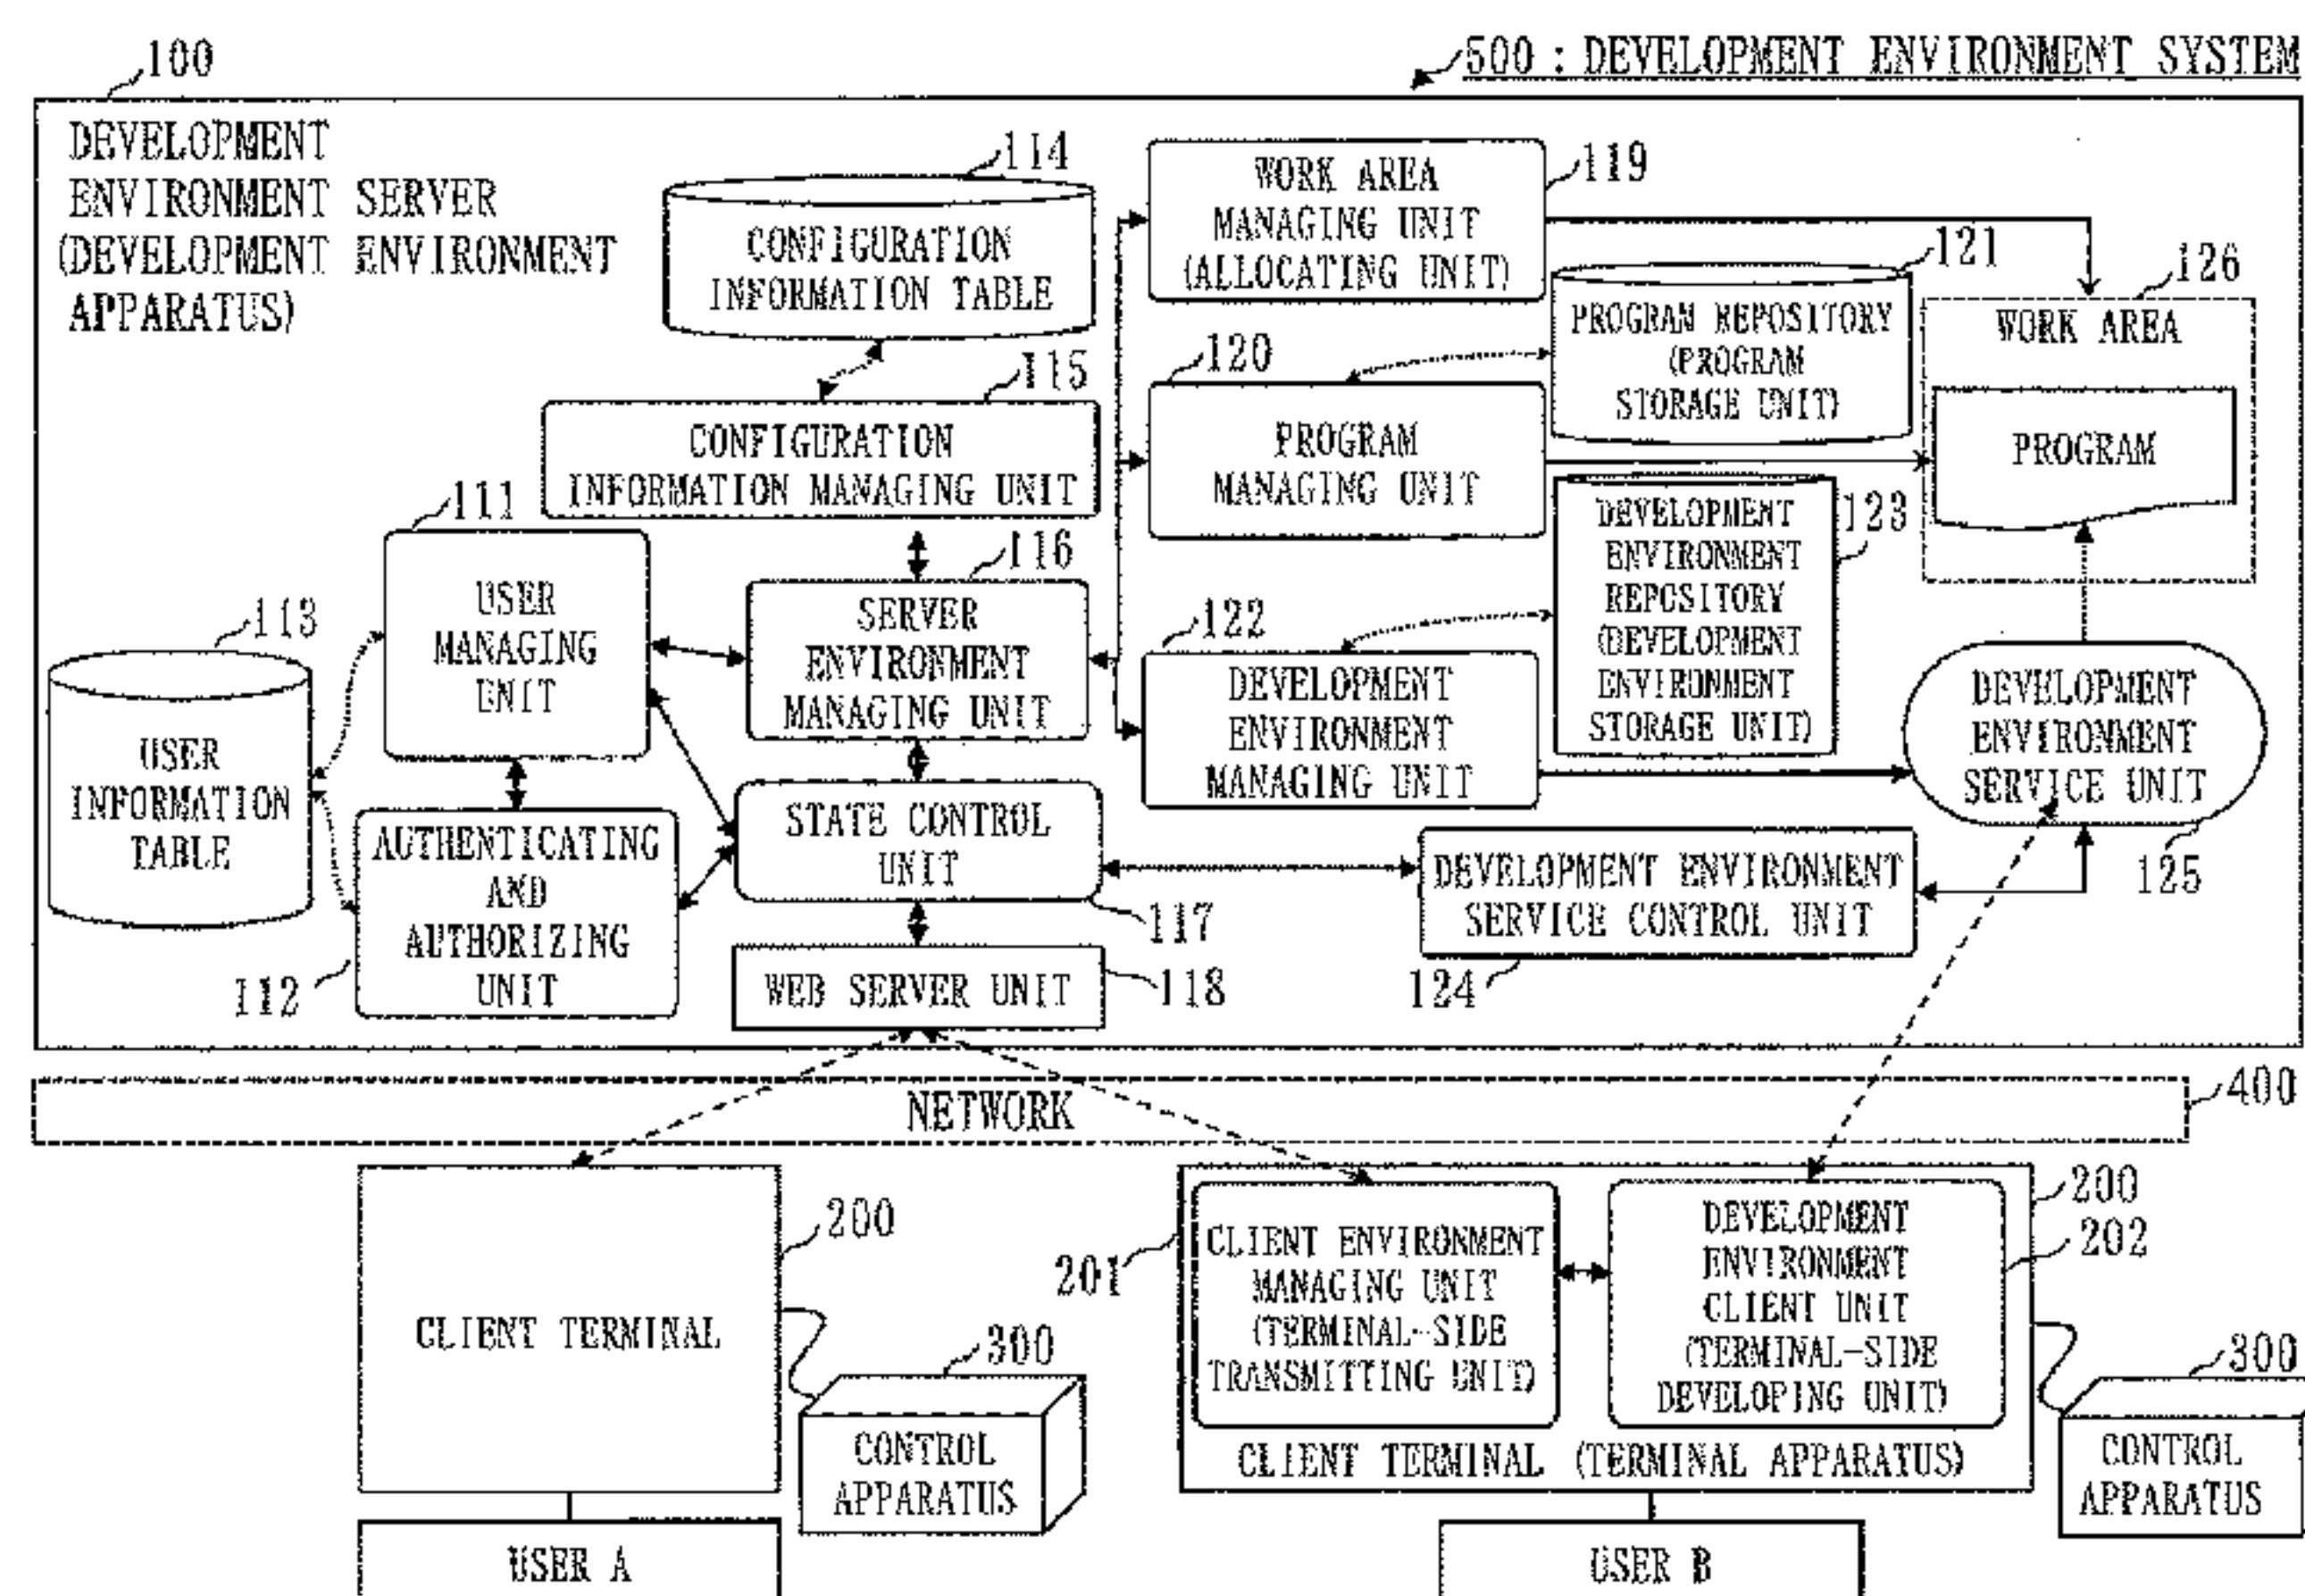 100
500 : DEVELOPMENT ENVIRONMENT SYSTEM
DEVELOPMENT
ENVIRONMENT SERVER
(DEVELOPMENT ENVIRONMENT
APPARATUS)
114
CONFIGURATION
INFORMATION TABLE
115
CONFIGURATION
INFORMATION MANAGING UNIT
119
WORK AREA
MANAGING UNIT
(ALLOCATING UNIT)
121
PROGRAM REPOSITORY
(PROGRAM
STORAGE UNIT)
126
WORK AREA
PROGRAM
120
PROGRAM
MANAGING UNIT
111
USER
MANAGING
UNIT
116
SERVER
ENVIRONMENT
MANAGING UNIT
123
DEVELOPMENT
ENVIRONMENT
REPOSITORY
(DEVELOPMENT
ENVIRONMENT
STORAGE UNIT)
113
USER
INFORMATION
TABLE
122
DEVELOPMENT
ENVIRONMENT
MANAGING UNIT
DEVELOPMENT
ENVIRONMENT
SERVICE UNIT
125
AUTHENTICATING
AND
AUTHORIZING
UNIT
112
STATE CONTROL
UNIT
117
DEVELOPMENT ENVIRONMENT
SERVICE CONTROL UNIT
124
WEB SERVER UNIT
118
NETWORK
400
CLIENT TERMINAL
200
300
CONTROL
APPARATUS
USER A
201
CLIENT ENVIRONMENT
MANAGING UNIT
(TERMINAL-SIDE
TRANSMITTING UNIT)
DEVELOPMENT
ENVIRONMENT
CLIENT UNIT
(TERMINAL-SIDE
DEVELOPING UNIT)
200
202
CLIENT TERMINAL (TERMINAL APPARATUS)
300
CONTROL
APPARATUS
USER B